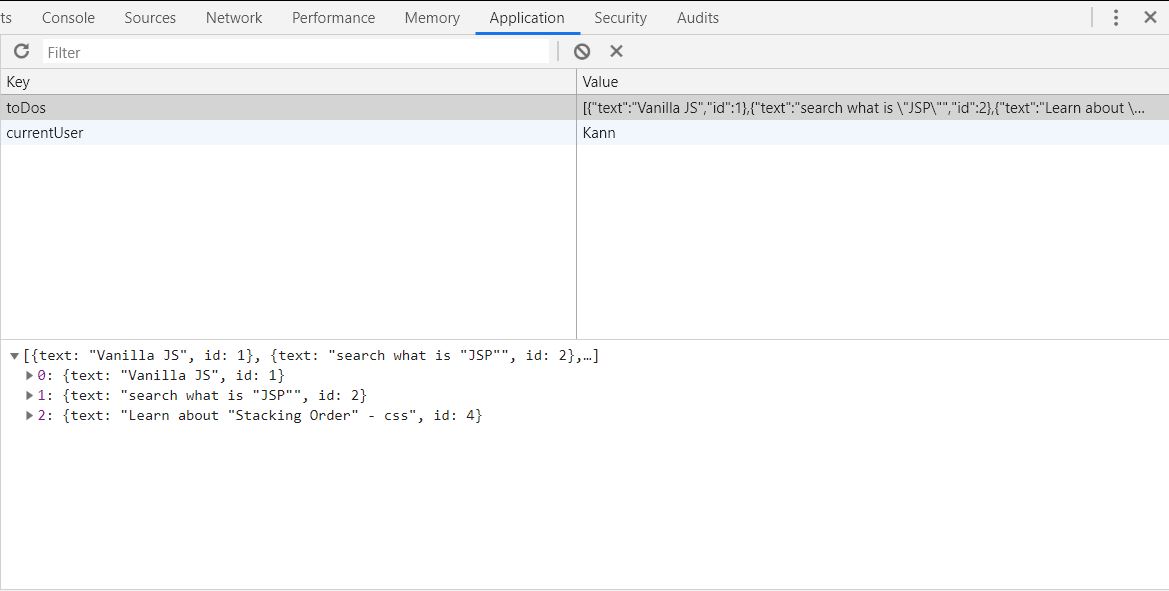 ts Console Sources Network Performance Memory Application Security Audits
Filter
Key Value
toDos [{"text":"Vanilla JS","id":1},{"text":"search what is \"JSP\"","id":2},{"text":"Learn about \...
currentUser Kann
[{text: "Vanilla JS", id: 1}, {text: "search what is "JSP"", id: 2},…]
0: {text: "Vanilla JS", id: 1}
1: {text: "search what is "JSP"", id: 2}
2: {text: "Learn about "Stacking Order" - css", id: 4}